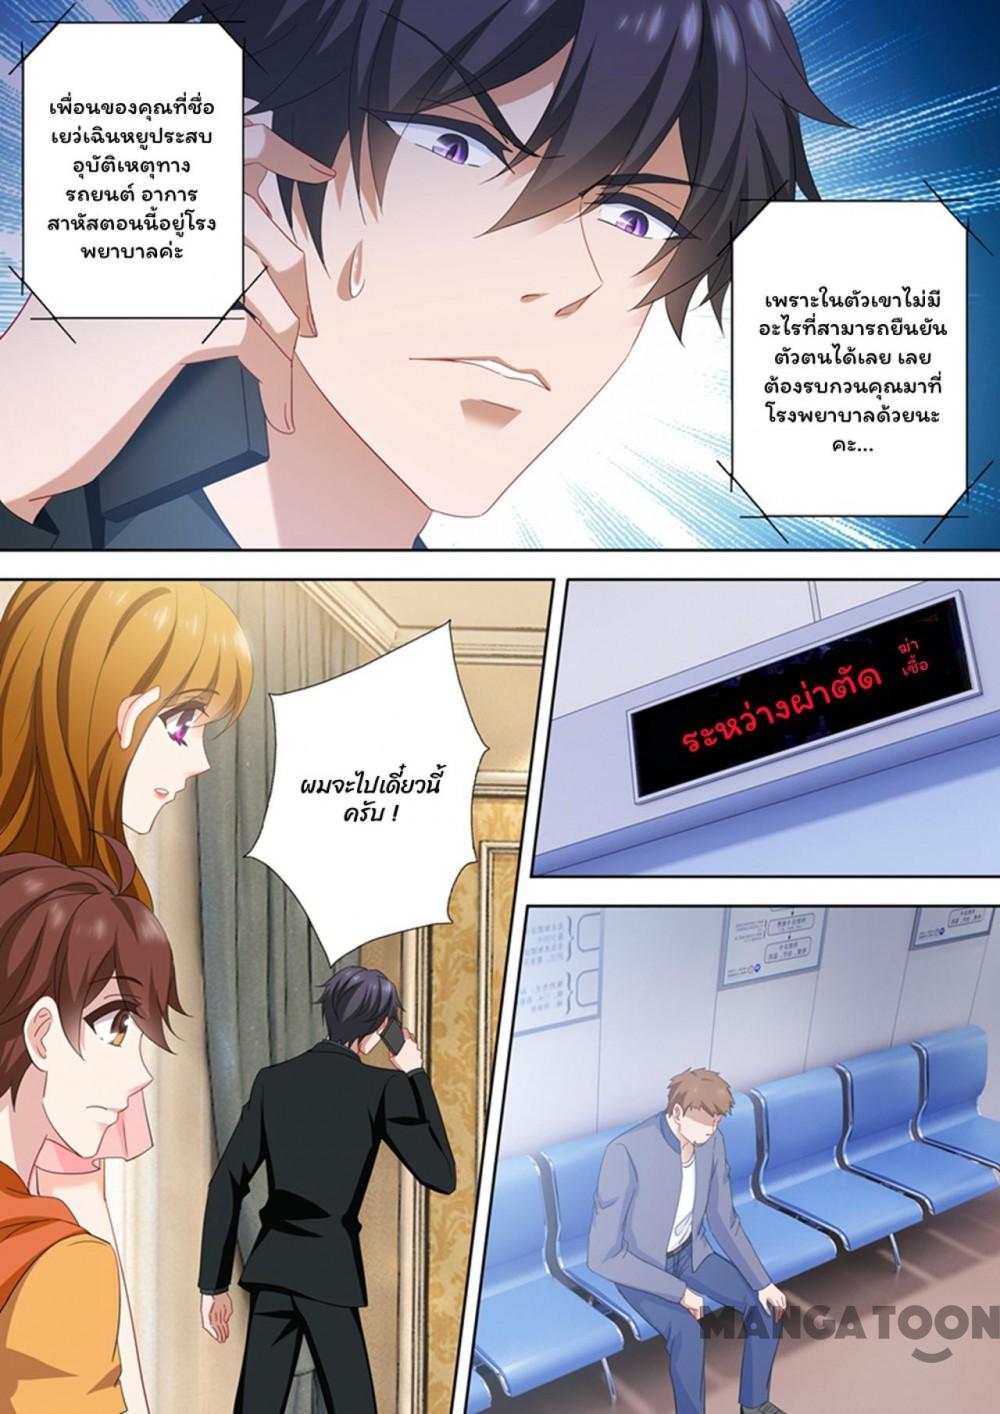 เพื่อนของคุณที่ชื่อ
เยว่เฉินหยูประสบ
อุบัติเหตุทาง
รถยนต์ อาการ
สาหัสตอนนี้อยู่โรง
พยาบาลค่ะ
เพราะในตัวเขาไม่มี
อะไรที่สามารถยืนยัน
ตัวตนได้เลย เลย
ต้องรบกวนคุณมาที่
โรงพยาบาลด้วยนะ
คะ...
ผมจะไปเดี๋ยวนี้
ครับ !
ระหว่างผ่าตัด
ฆ่า
เชื้อ
MANGATOON